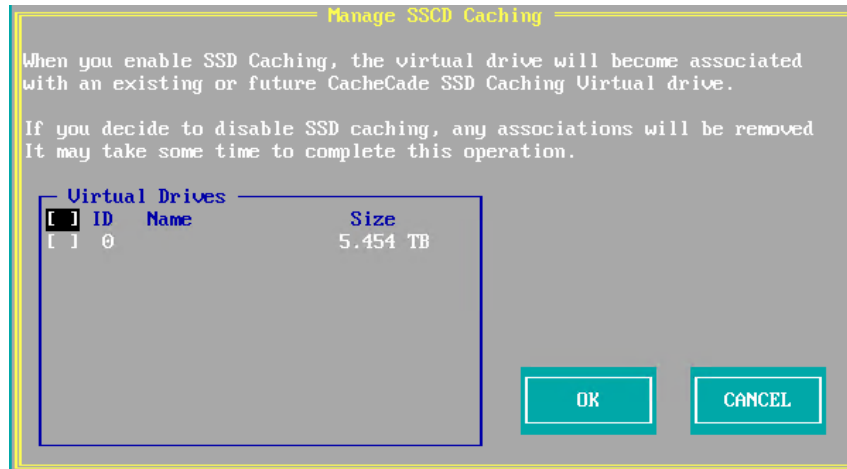 Manage SSCD Caching
When you enable SSD Caching, the virtual drive will become associated
with an existing or future CacheCade SSD Caching Virtual drive.
If you decide to disable SSD caching, any associations will be removed
It may take some time to complete this operation.
Virtual Drives
[ ] ID Name Size
[ ] 0 5.454 TB
OK CANCEL